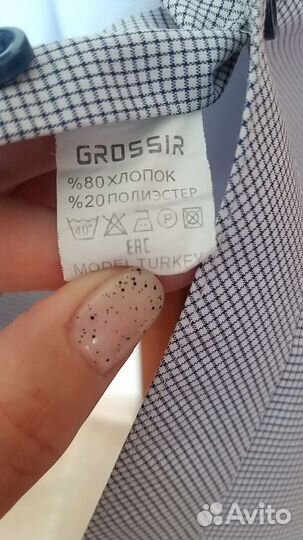 GROSSIR
%80 ХЛОПОК
%20 ПОЛИЭСТЕР
40°
P
EAC
MODEL TURKEY
Avito